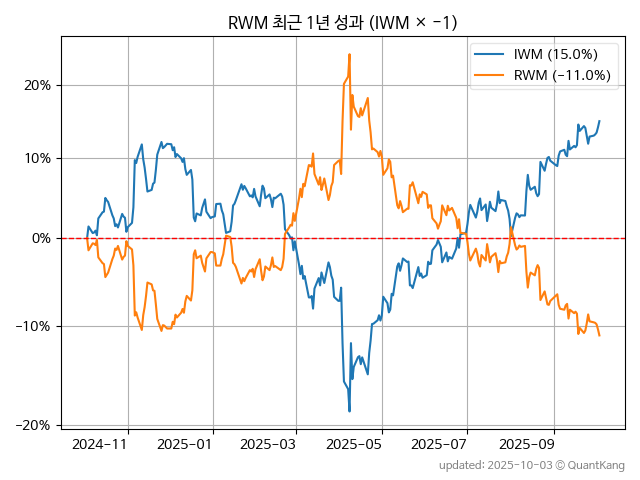 RWM 최근 1년 성과 (IWM × −1)
IWM (15.0%)
RWM (−11.0%)
20%
10%
0%
−10%
−20%
2024−11
2025−01
2025−03
2025−05
2025−07
2025−09
updated: 2025-10-03 © QuantKang